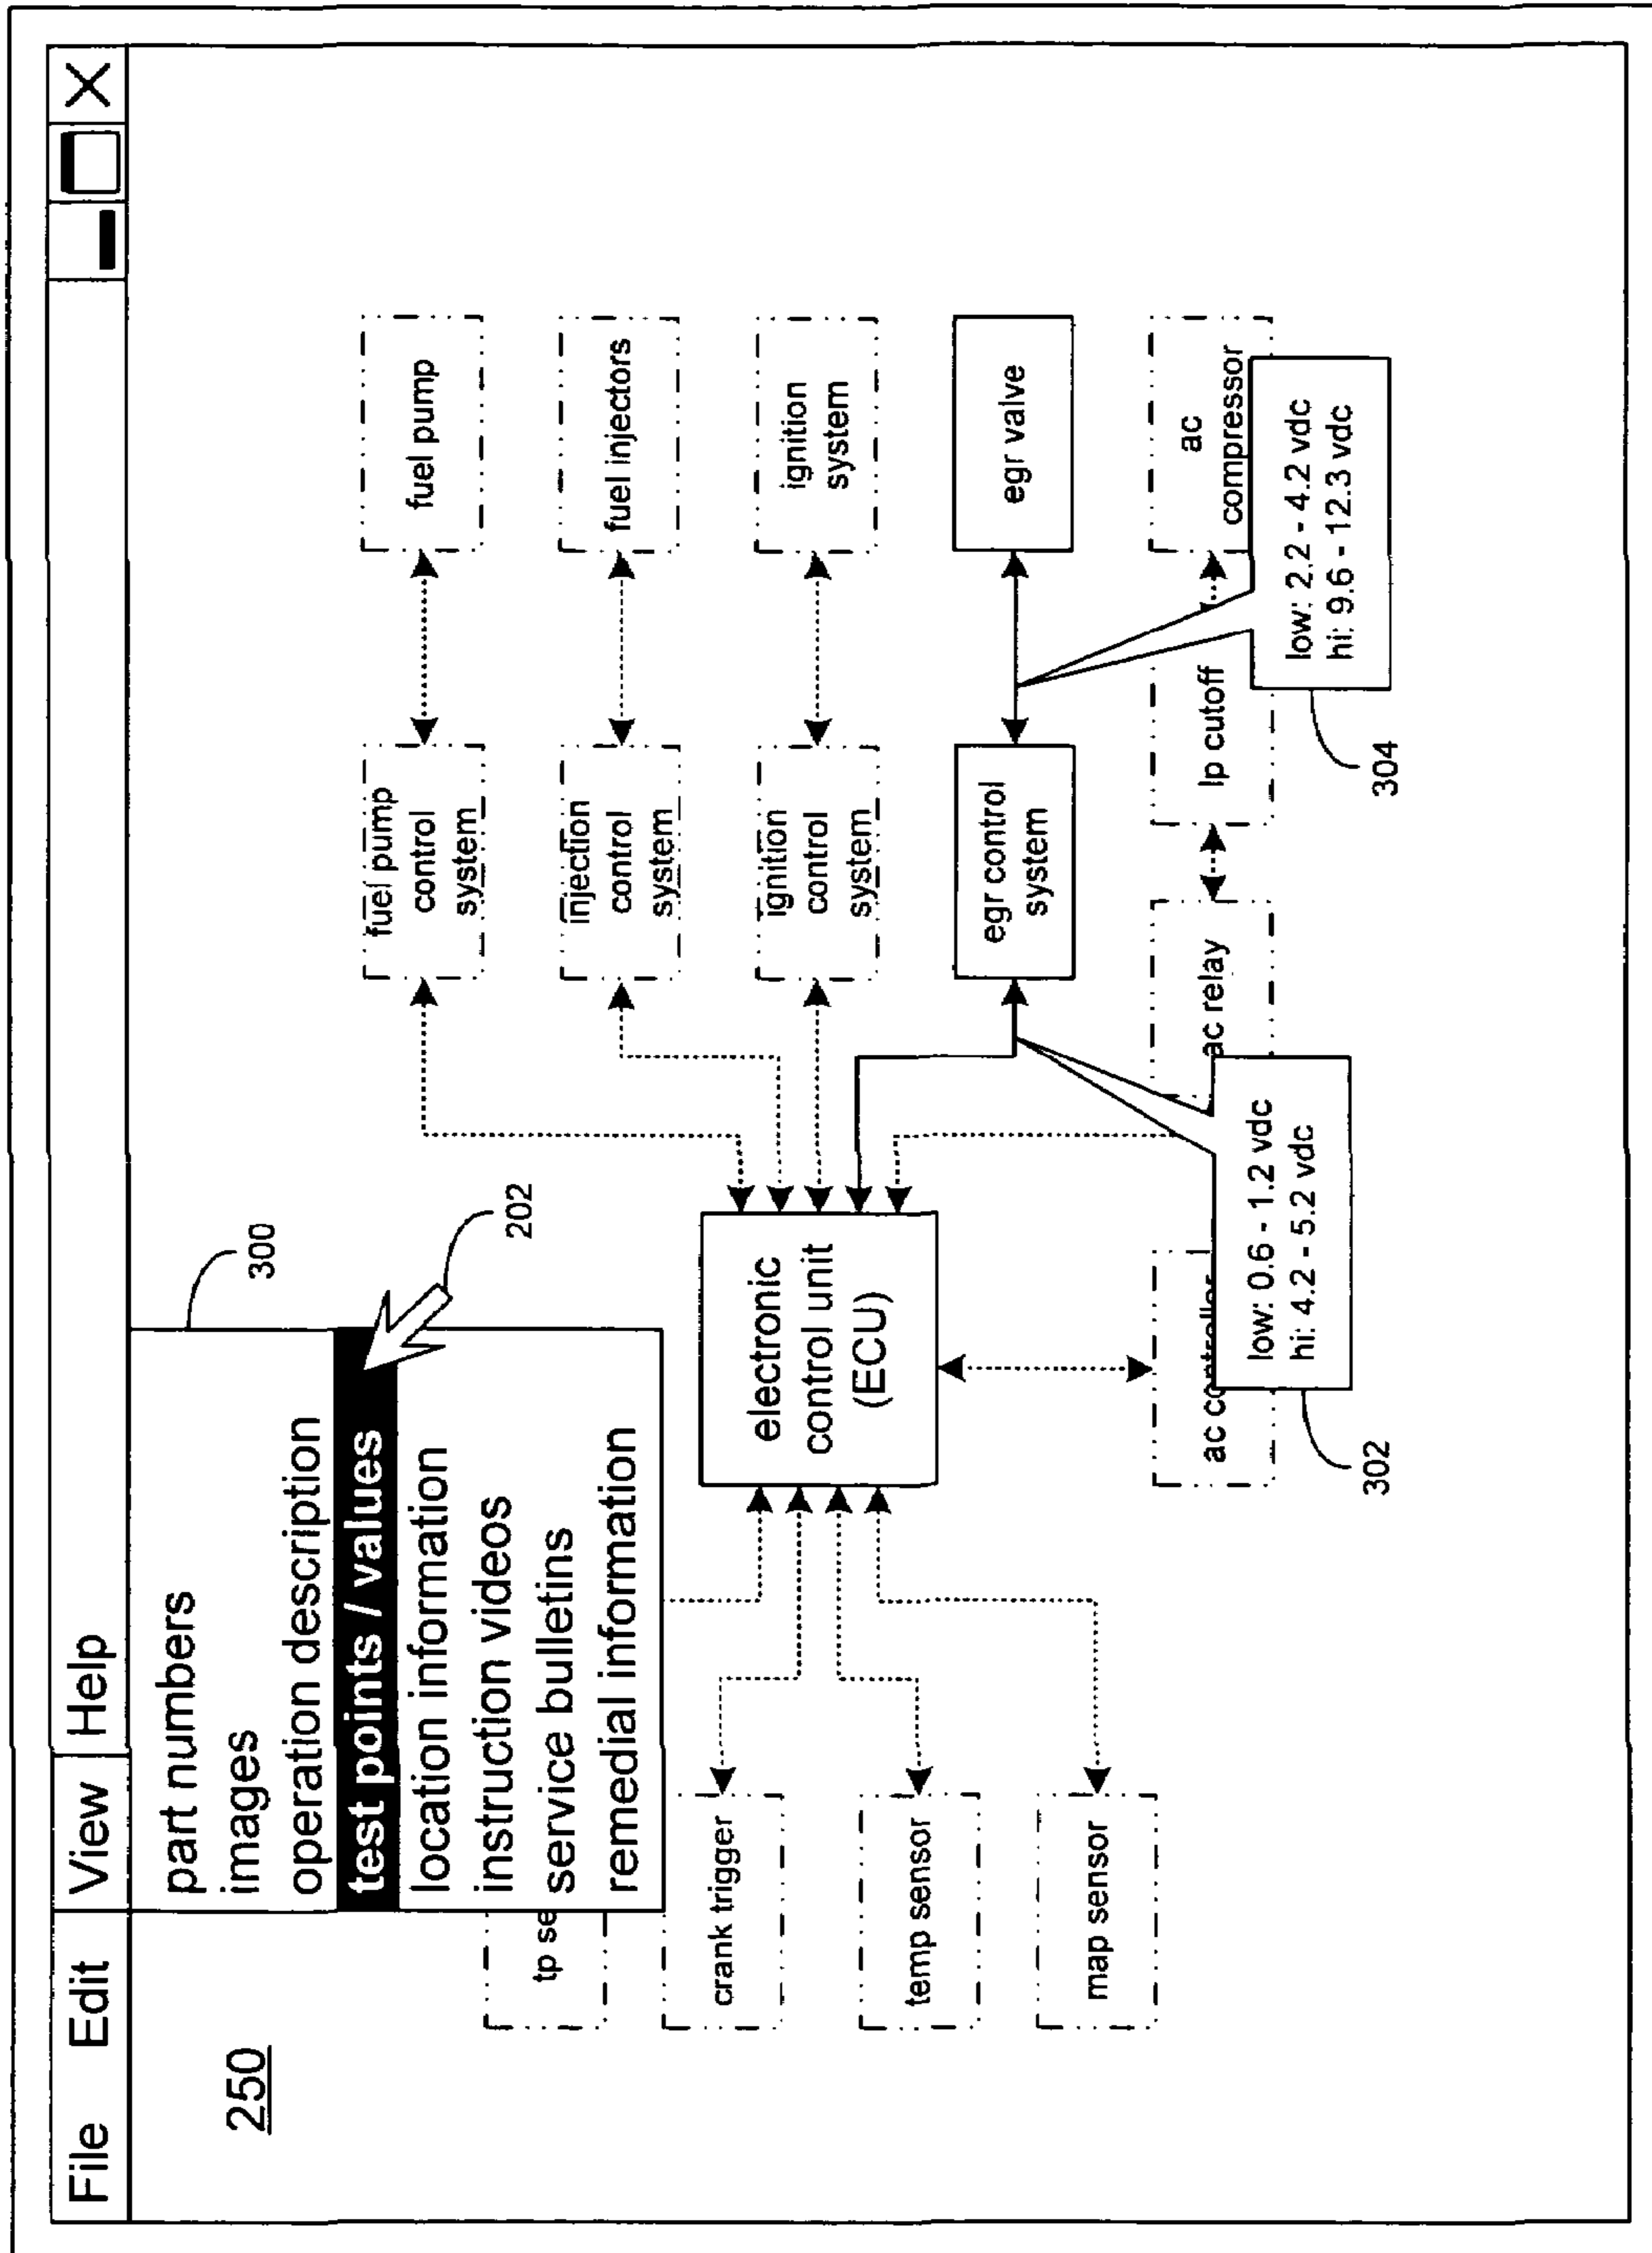 File Edit View Help
250
part numbers
images
operation description
test points / values
location information
instruction videos
service bulletins
remedial information
300
202
tp se
crank trigger
temp sensor
map sensor
electronic
control unit
(ECU)
fuel pump
control
system
fuel pump
injection
control
system
fuel injectors
ignition
control
system
ignition
system
egr control
system
egr valve
ac controller
ac relay
lp cutoff
ac
compressor
low: 0.6 - 1.2 vdc
hi: 4.2 - 5.2 vdc
302
low: 2.2 - 4.2 vdc
hi: 9.6 - 12.3 vdc
304